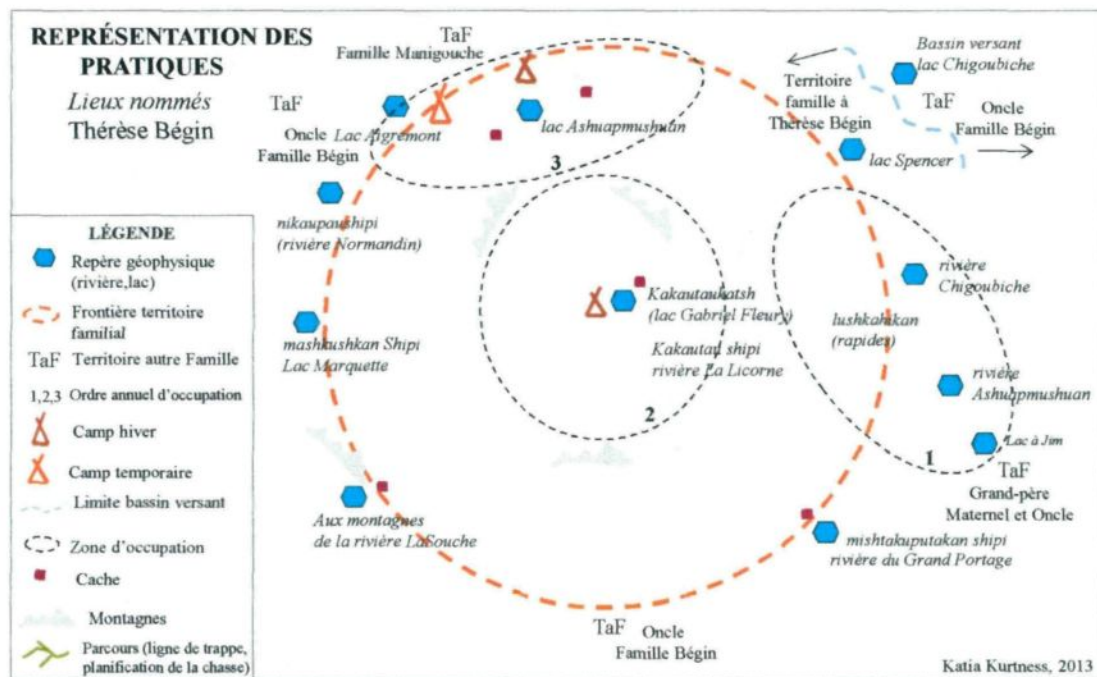 REPRÉSENTATION DES
PRATIQUES
Lieux nommés
Thérèse Bégin
TaF
Famille Manigouche
TaF
Oncle
Famille Bégin
Lac Aigremont
lac Ashuapmushuan
3
Territoire
famille à
Thérèse Bégin
Bassin versant
lac Chigoubiche
TaF
Oncle
Famille Bégin
lac Spencer
nikaupaushipi
(rivière Normandin)
mashkushkan Shipi
Lac Marquette
Kakautaukatsh
(lac Gabriel Fleury)
Kakautau shipi
rivière La Licorne
2
rivière
Chigoubiche
lushkahikan
(rapides)
rivière
Ashuapmushuan
Lac à Jim
1
TaF
Grand-père
Maternel et Oncle
Aux montagnes
de la rivière LaSouche
mishtakuputakan shipi
rivière du Grand Portage
TaF
Oncle
Famille Bégin
LÉGENDE
Repère géophysique
(rivière,lac)
Frontière territoire
familial
TaF Territoire autre Famille
1,2,3 Ordre annuel d'occupation
Camp hiver
Camp temporaire
Limite bassin versant
Zone d'occupation
Cache
Montagnes
Parcours (ligne de trappe,
planification de la chasse)
Katia Kurtness, 2013